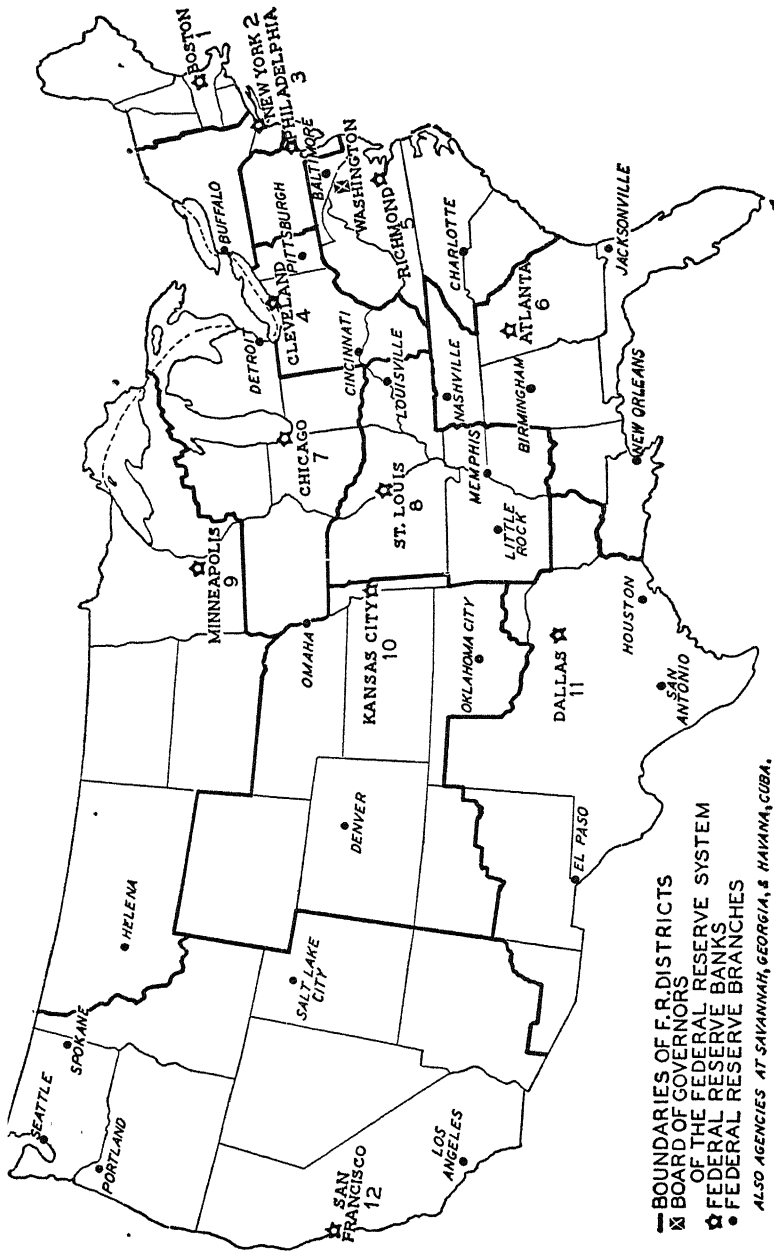 SEATTLE
SPOKANE
PORTLAND
HELENA
SAN
FRANCISCO
12
LOS
ANGELES
SALT LAKE
CITY
DENVER
EL PASO
OMAHA
KANSAS CITY
10
OKLAHOMA CITY
DALLAS
11
HOUSTON
SAN
ANTONIO
MINNEAPOLIS
9
CHICAGO
7
ST. LOUIS
8
LITTLE
ROCK
MEMPHIS
LOUISVILLE
NASHVILLE
BIRMINGHAM
NEW ORLEANS
DETROIT
CINCINNATI
CLEVELAND
4
PITTSBURGH
BUFFALO
BOSTON
1
NEW YORK 2
PHILADELPHIA
3
BALTIMORE
WASHINGTON
RICHMOND
5
CHARLOTTE
ATLANTA
6
JACKSONVILLE
BOUNDARIES OF F.R. DISTRICTS
BOARD OF GOVERNORS
OF THE FEDERAL RESERVE SYSTEM
FEDERAL RESERVE BANKS
FEDERAL RESERVE BRANCHES
ALSO AGENCIES AT SAVANNAH, GEORGIA, & HAVANA, CUBA.